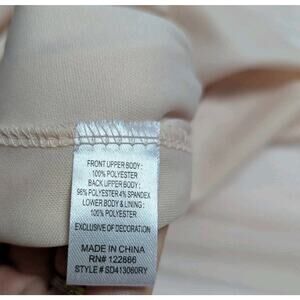 FRONT UPPER BODY:
100% POLYESTER
BACK UPPER BODY:
96% POLYESTER 4% SPANDEX
LOWER BODY & LINING:
100% POLYESTER
EXCLUSIVE OF DECORATION
MADE IN CHINA
RN# 122866
STYLE # SD413060RY